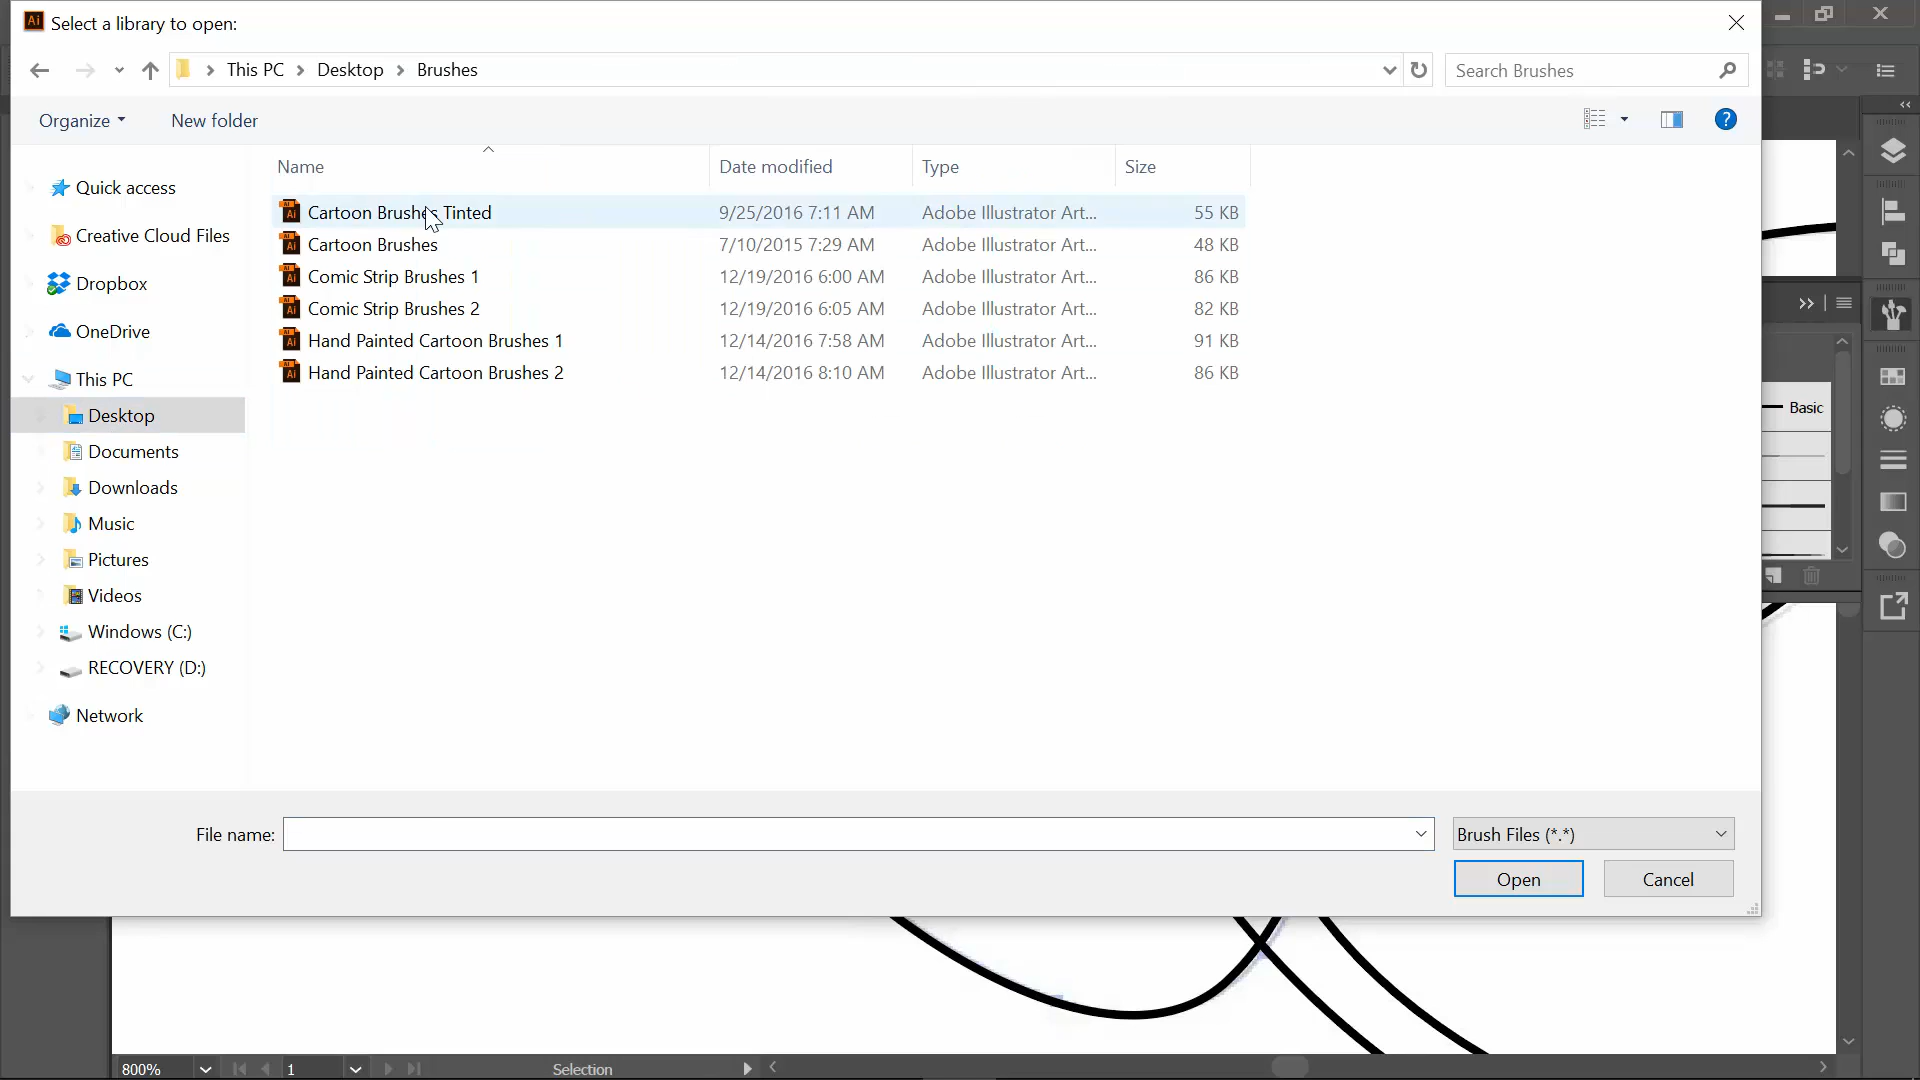 Ai Select a library to open:
This PC Desktop Brushes Search Brushes
Organize New folder ?
Name Date modified Type Size
Cartoon Brushes Tinted 9/25/2016 7:11 AM Adobe Illustrator Art... 55 KB
Cartoon Brushes 7/10/2015 7:29 AM Adobe Illustrator Art... 48 KB
Comic Strip Brushes 1 12/19/2016 6:00 AM Adobe Illustrator Art... 86 KB
Comic Strip Brushes 2 12/19/2016 6:05 AM Adobe Illustrator Art... 82 KB
Hand Painted Cartoon Brushes 1 12/14/2016 7:58 AM Adobe Illustrator Art... 91 KB
Hand Painted Cartoon Brushes 2 12/14/2016 8:10 AM Adobe Illustrator Art... 86 KB
Quick access
Creative Cloud Files
Dropbox
OneDrive
This PC
Desktop
Documents
Downloads
Music
Pictures
Videos
Windows (C:)
RECOVERY (D:)
Network
Basic
File name: Brush Files (*.*)
Open Cancel
800% 1 Selection